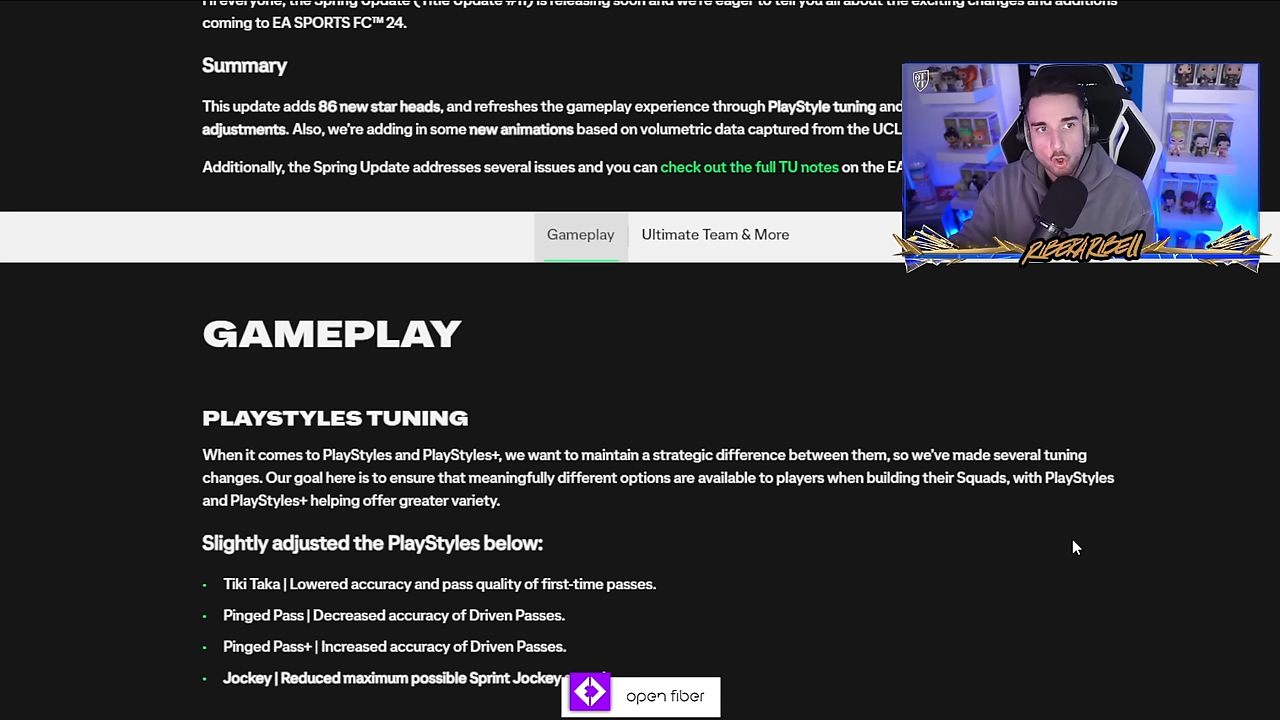 Hi everyone, the Spring Update (Title Update #11) is releasing soon and we're eager to tell you all about the exciting changes and additions
coming to EA SPORTS FC™ 24.
Summary
This update adds 86 new star heads, and refreshes the gameplay experience through PlayStyle tuning and
adjustments. Also, we're adding in some new animations based on volumetric data captured from the UCL
Additionally, the Spring Update addresses several issues and you can check out the full TU notes on the EA
RIBERARIBELL
Gameplay
Ultimate Team & More
GAMEPLAY
PLAYSTYLES TUNING
When it comes to PlayStyles and PlayStyles+, we want to maintain a strategic difference between them, so we've made several tuning
changes. Our goal here is to ensure that meaningfully different options are available to players when building their Squads, with PlayStyles
and PlayStyles+ helping offer greater variety.
Slightly adjusted the PlayStyles below:
• Tiki Taka | Lowered accuracy and pass quality of first-time passes.
• Pinged Pass | Decreased accuracy of Driven Passes.
• Pinged Pass+ | Increased accuracy of Driven Passes.
• Jockey | Reduced maximum possible Sprint Jockey
open fiber